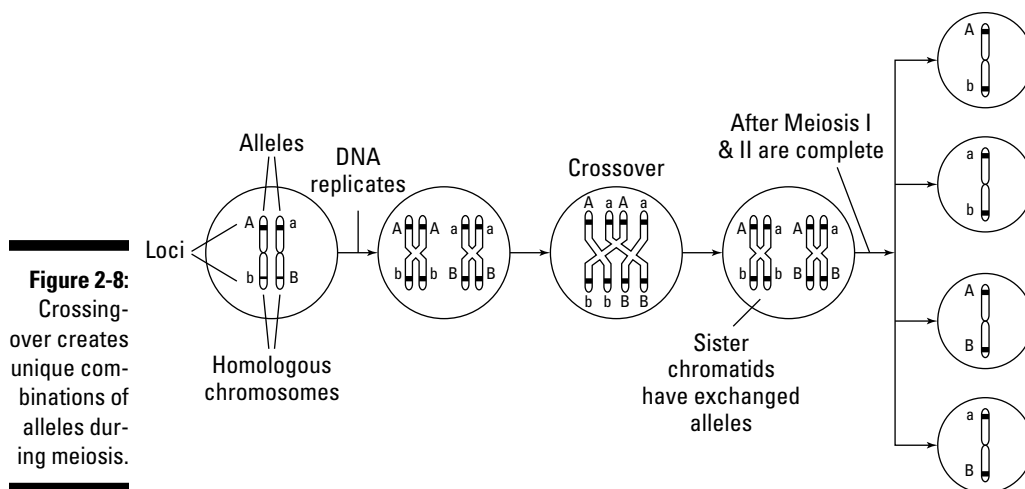 Figure 2-8:
Crossing-
over creates
unique com-
binations of
alleles dur-
ing meiosis.
Alleles
Loci
A a
b B
Homologous
chromosomes
DNA
replicates
A A a a
b b B B
Crossover
A a A a
b b B B
After Meiosis I
& II are complete
A a A a
b b B B
Sister
chromatids
have exchanged
alleles
A
b
a
b
A
B
a
B